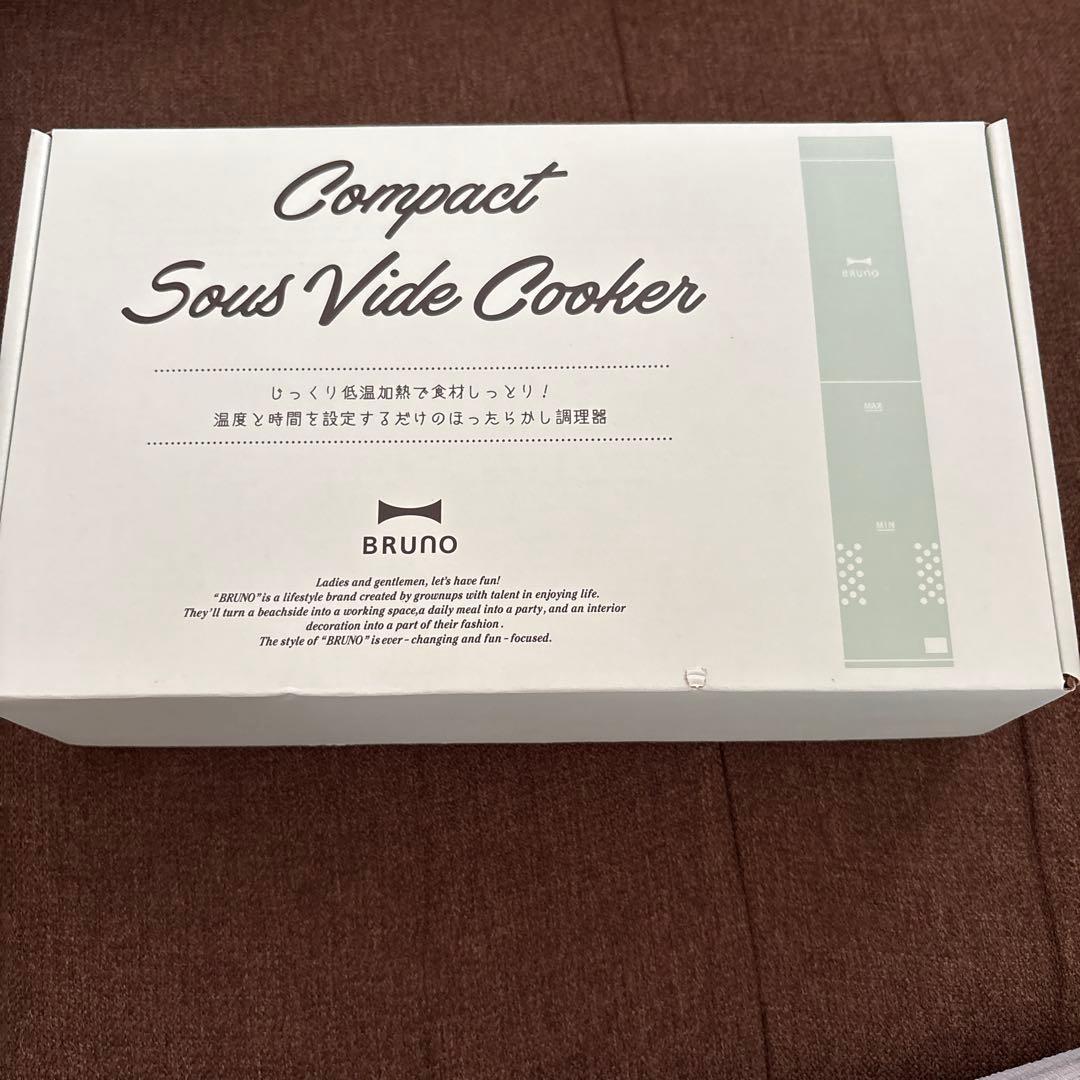 Compact
Sous Vide Cooker
じっくり低温加熱で食材しっとり！
温度と時間を設定するだけのほったらかし調理器
BRUNO
Ladies and gentlemen, let's have fun!
"BRUNO" is a lifestyle brand created by grownups with talent in enjoying life.
They'll turn a beachside into a working space,a daily meal into a party, and an interior
decoration into a part of their fashion.
The style of "BRUNO" is ever-changing and fun-focused.
BRUNO
MAX
MIN